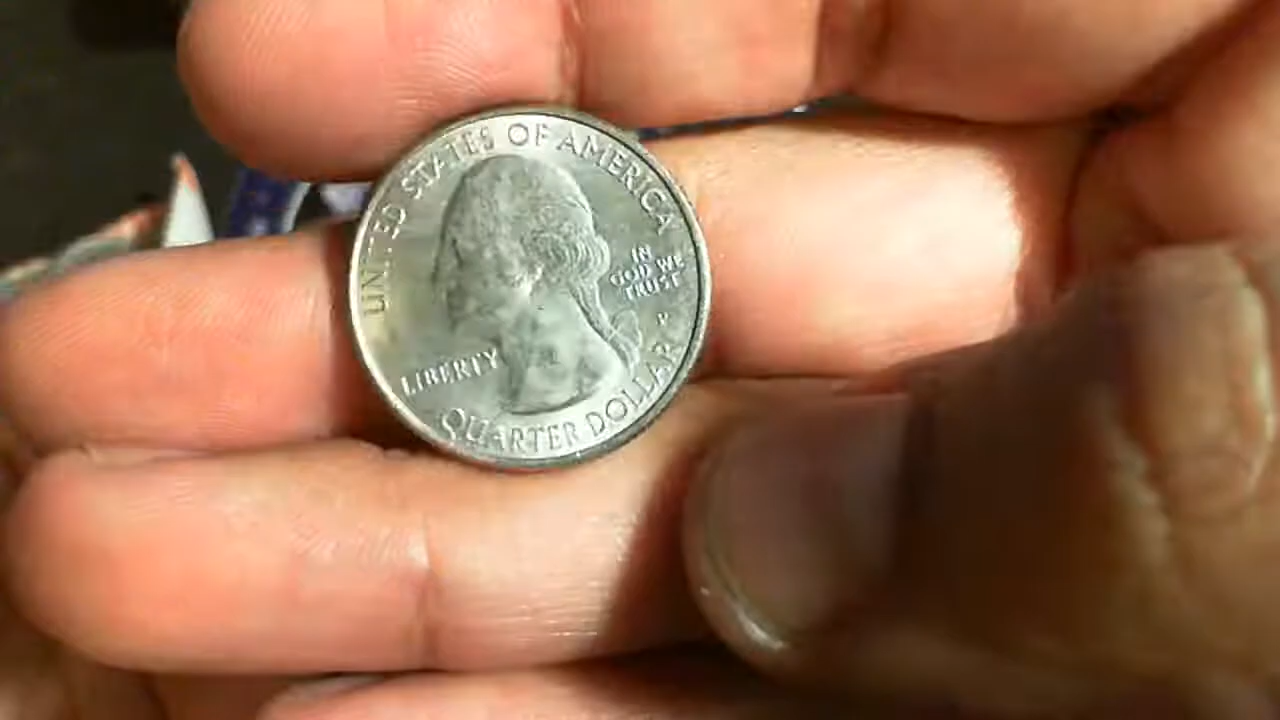 UNITED STATES OF AMERICA
IN
GOD WE
TRUST
P
LIBERTY
QUARTER DOLLAR